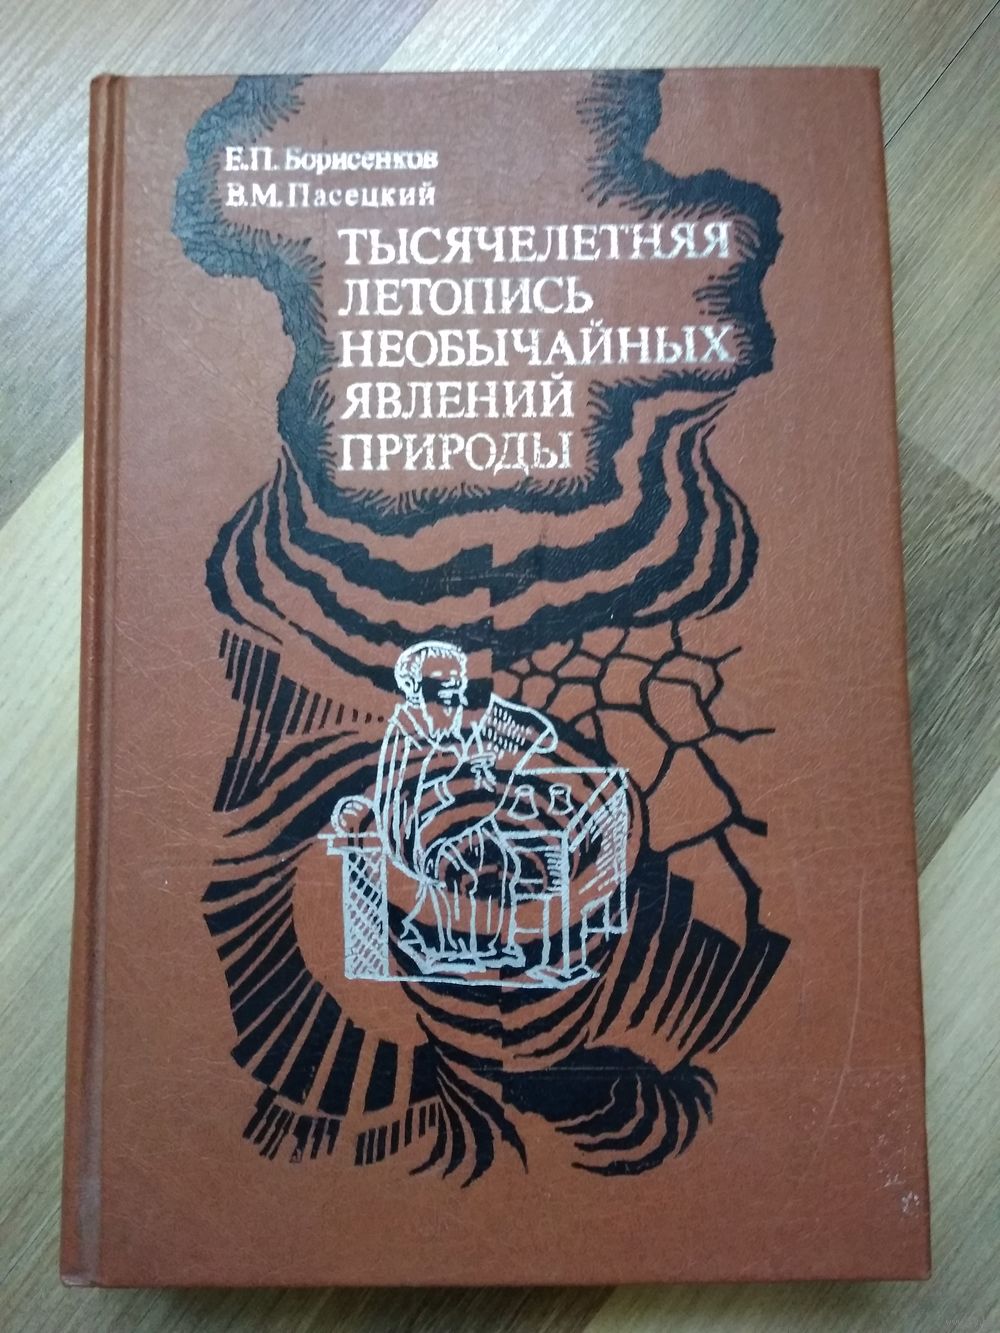 Е.П. Борисенков
В.М. Пасецкий
ТЫСЯЧЕЛЕТНЯЯ
ЛЕТОПИСЬ
НЕОБЫЧАЙНЫХ
ЯВЛЕНИЙ
ПРИРОДЫ